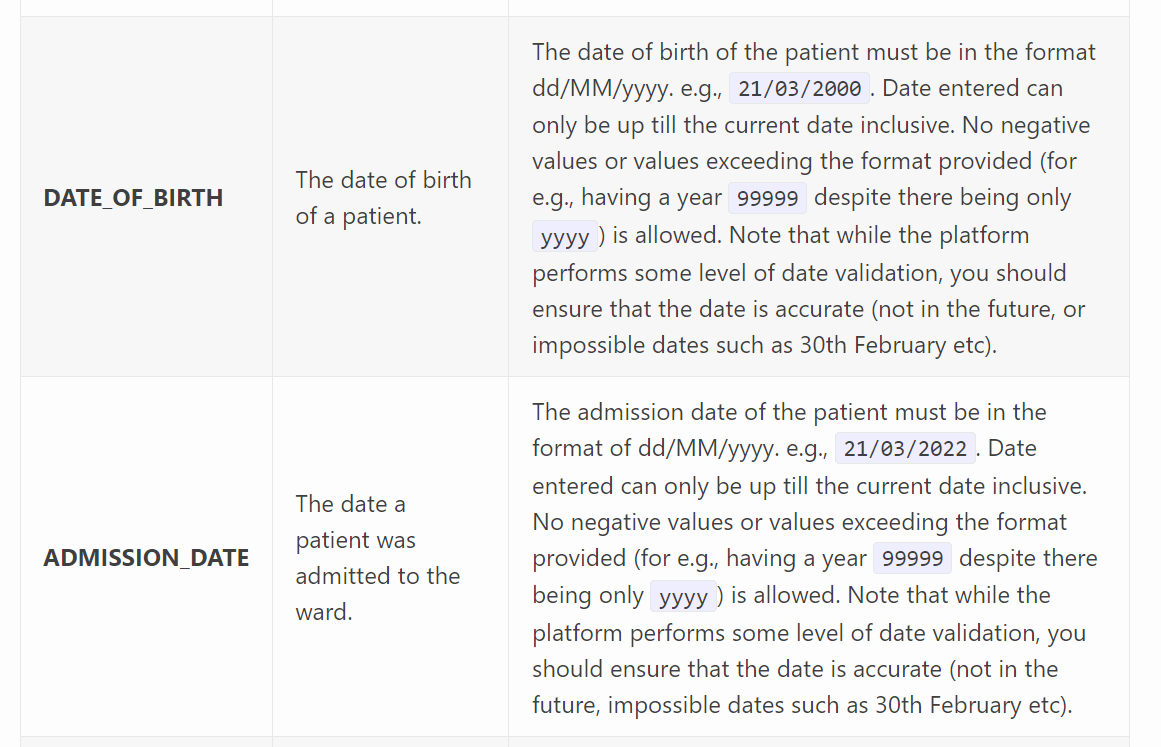 DATE_OF_BIRTH
The date of birth
of a patient.
The date of birth of the patient must be in the format
dd/MM/yyyy. e.g., 21/03/2000. Date entered can
only be up till the current date inclusive. No negative
values or values exceeding the format provided (for
e.g., having a year 99999 despite there being only
yyyy) is allowed. Note that while the platform
performs some level of date validation, you should
ensure that the date is accurate (not in the future, or
impossible dates such as 30th February etc).
ADMISSION_DATE
The date a
patient was
admitted to the
ward.
The admission date of the patient must be in the
format of dd/MM/yyyy. e.g., 21/03/2022. Date
entered can only be up till the current date inclusive.
No negative values or values exceeding the format
provided (for e.g., having a year 99999 despite there
being only yyyy) is allowed. Note that while the
platform performs some level of date validation, you
should ensure that the date is accurate (not in the
future, impossible dates such as 30th February etc).